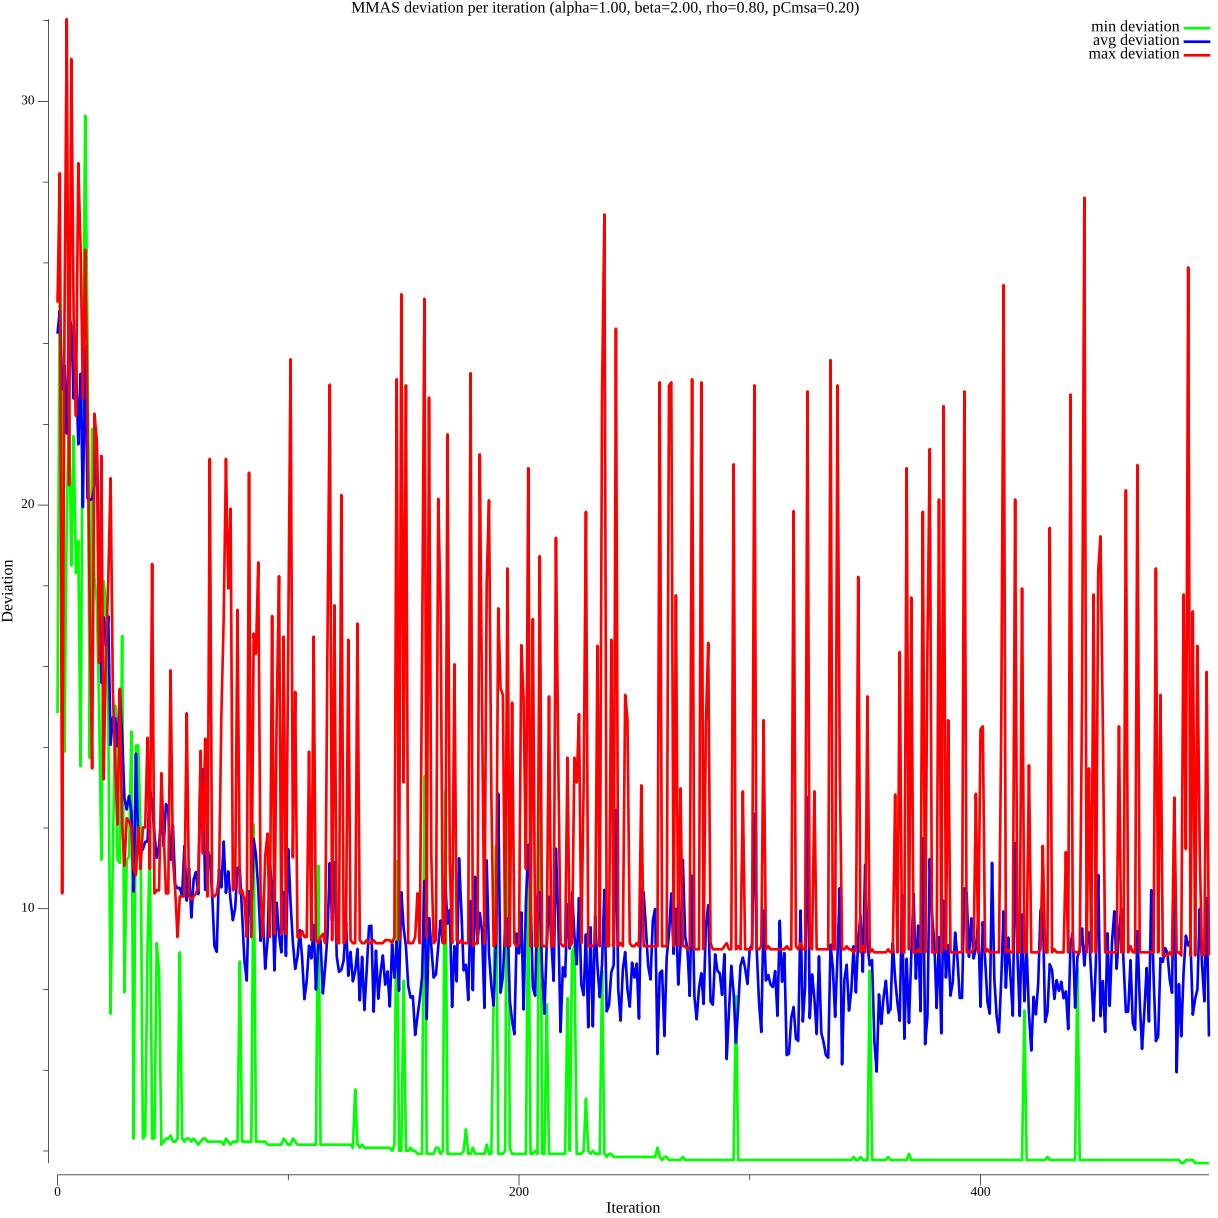 MMAS deviation per iteration (alpha=1.00, beta=2.00, rho=0.80, pCmsa=0.20)
min deviation
avg deviation
max deviation
30
20
10
Deviation
0
200
400
Iteration